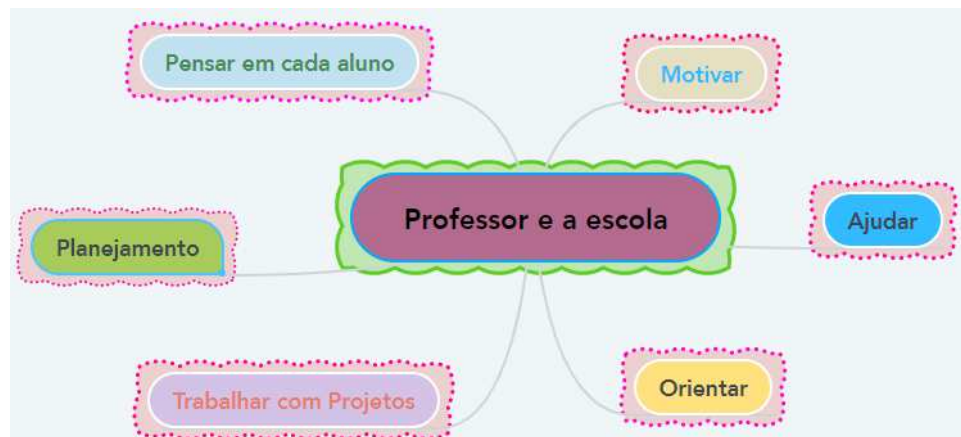 Pensar em cada aluno
Motivar
Professor e a escola
Ajudar
Planejamento
Orientar
Trabalhar com Projetos